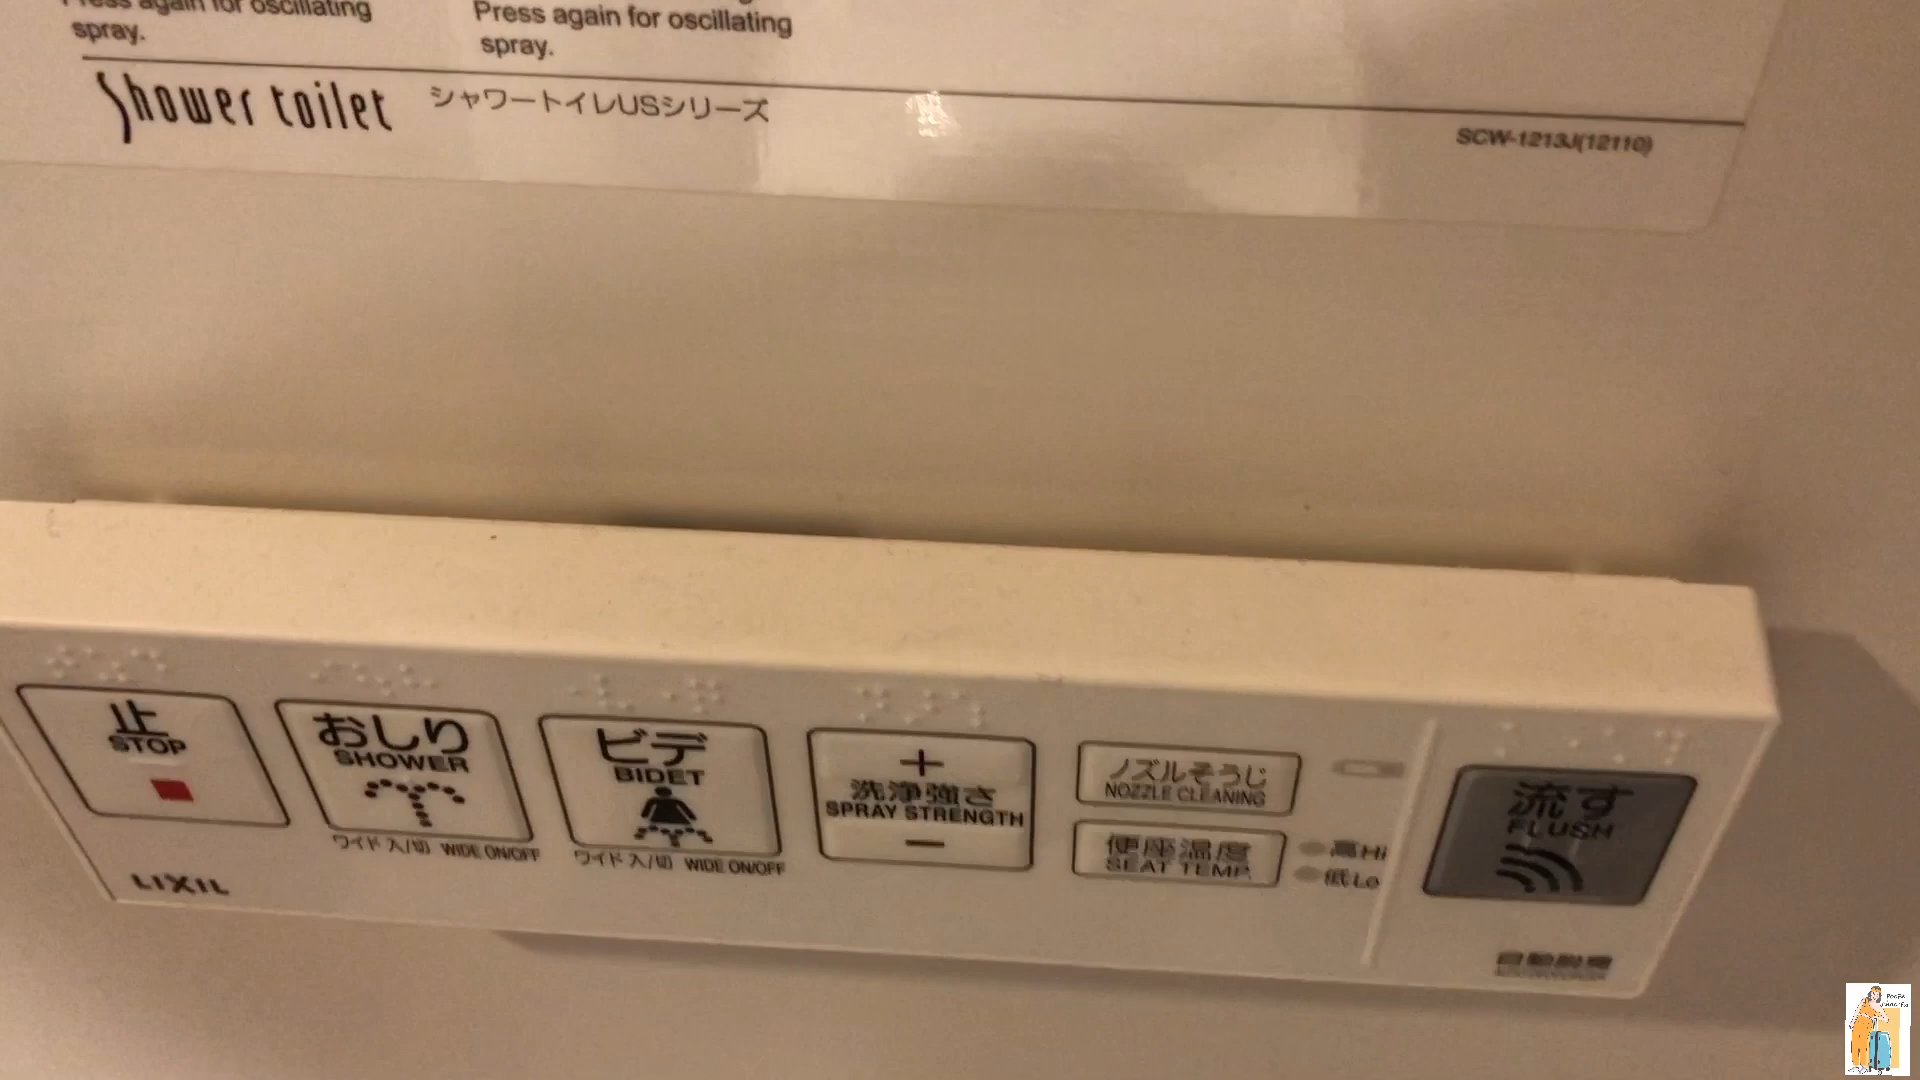 Press again for oscillating
spray.
Press again for oscillating
spray.
Shower toilet
シャワートイレUSシリーズ
SCW-1213J(12110)
止
STOP
おしり
SHOWER
ワイド 入/切 WIDE ON/OFF
ビデ
BIDET
ワイド 入/切 WIDE ON/OFF
+
洗浄強さ
SPRAY STRENGTH
−
ノズルそうじ
NOZZLE CLEANING
便座温度
SEAT TEMP.
高Hi
低Lo
流す
FLUSH
LIXIL